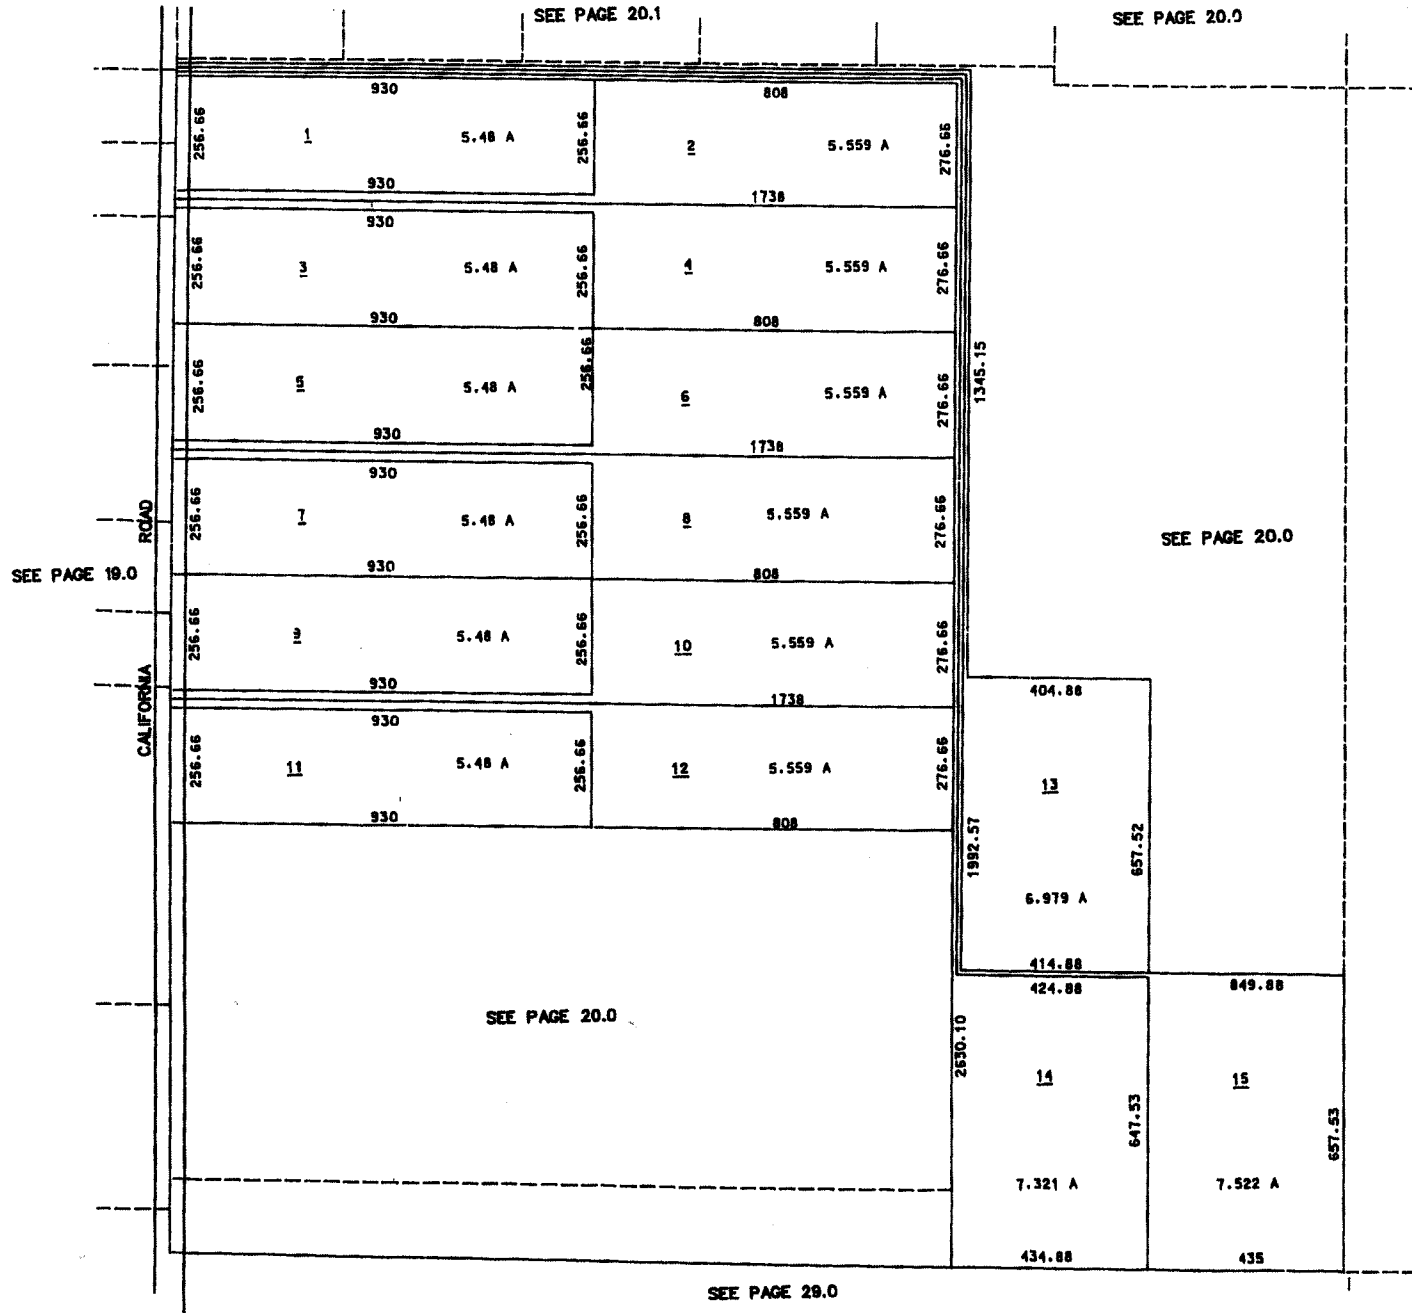 SEE PAGE 20.1
SEE PAGE 20.0
930
808
256.66
1
5.48 A
256.66
2
5.559 A
276.66
930
1738
930
256.66
3
5.48 A
256.66
4
5.559 A
276.66
930
808
256.66
5
5.48 A
256.66
6
5.559 A
276.66
1345.15
930
1738
930
256.66
7
5.48 A
256.66
8
5.559 A
276.66
SEE PAGE 20.0
CALIFORNIA ROAD
SEE PAGE 19.0
930
808
256.66
9
5.48 A
256.66
10
5.559 A
276.66
930
1738
404.88
930
256.66
11
5.48 A
256.66
12
5.559 A
276.66
13
930
808
1992.57
657.52
6.979 A
414.88
424.88
849.88
SEE PAGE 20.0
2630.10
14
15
647.53
657.53
7.321 A
7.522 A
434.88
435
SEE PAGE 29.0